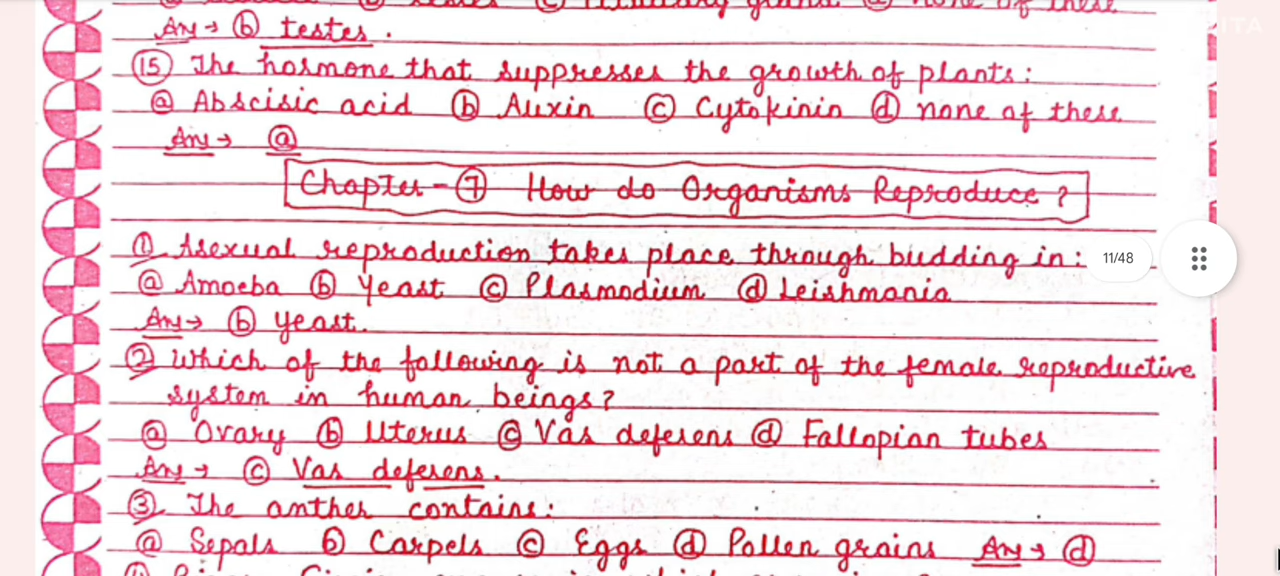 Ans → ⓑ testes.
⑮ The hormone that suppresses the growth of plants:
ⓐ Abscisic acid ⓑ Auxin ⓒ Cytokinin ⓓ none of these
Ans → ⓐ
Chapter-⑦ How do Organisms Reproduce?
① Asexual reproduction takes place through budding in:
11/48
ⓐ Amoeba ⓑ Yeast ⓒ Plasmodium ⓓ Leishmania
Ans → ⓑ yeast.
② Which of the following is not a part of the female reproductive
system in human beings?
ⓐ Ovary ⓑ Uterus ⓒ Vas deferens ⓓ Fallopian tubes
Ans → ⓒ Vas deferens.
③ The anther contains:
ⓐ Sepals ⓑ Carpels ⓒ Eggs ⓓ Pollen grains Ans → ⓓ